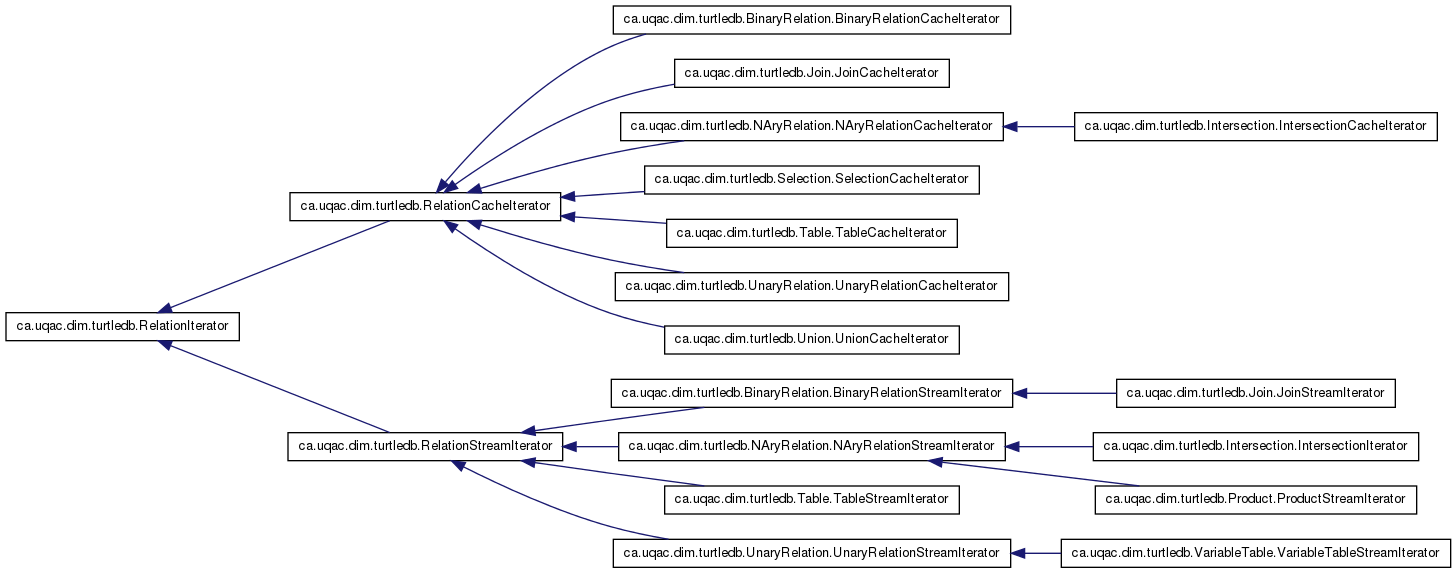 ca.uqac.dim.turtledb.BinaryRelation.BinaryRelationCacheIterator
ca.uqac.dim.turtledb.Join.JoinCacheIterator
ca.uqac.dim.turtledb.NAryRelation.NAryRelationCacheIterator
ca.uqac.dim.turtledb.Intersection.IntersectionCacheIterator
ca.uqac.dim.turtledb.Selection.SelectionCacheIterator
ca.uqac.dim.turtledb.RelationCacheIterator
ca.uqac.dim.turtledb.Table.TableCacheIterator
ca.uqac.dim.turtledb.UnaryRelation.UnaryRelationCacheIterator
ca.uqac.dim.turtledb.RelationIterator
ca.uqac.dim.turtledb.Union.UnionCacheIterator
ca.uqac.dim.turtledb.BinaryRelation.BinaryRelationStreamIterator
ca.uqac.dim.turtledb.Join.JoinStreamIterator
ca.uqac.dim.turtledb.RelationStreamIterator
ca.uqac.dim.turtledb.NAryRelation.NAryRelationStreamIterator
ca.uqac.dim.turtledb.Intersection.IntersectionIterator
ca.uqac.dim.turtledb.Table.TableStreamIterator
ca.uqac.dim.turtledb.Product.ProductStreamIterator
ca.uqac.dim.turtledb.UnaryRelation.UnaryRelationStreamIterator
ca.uqac.dim.turtledb.VariableTable.VariableTableStreamIterator